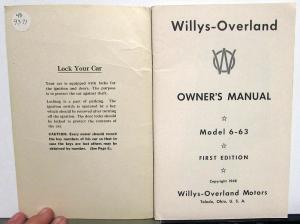 Lock Your Car
Your car is equipped with locks for
the ignition and doors. The purpose
is to protect the car against theft.
Locking is a part of parking. The
ignition switch is operated by a key
which should be removed after turning
off the ignition. The door locks should
be locked to protect the contents of
the car.
CAUTION: Every owner should record
the key numbers of his car so that in
case the keys are lost others may be
obtained by number. (See Page 6).
Willys-Overland
WO
OWNER'S MANUAL
Model 6-63
FIRST EDITION
Copyright 1948
Willys-Overland Motors
Toledo, Ohio, U. S. A.